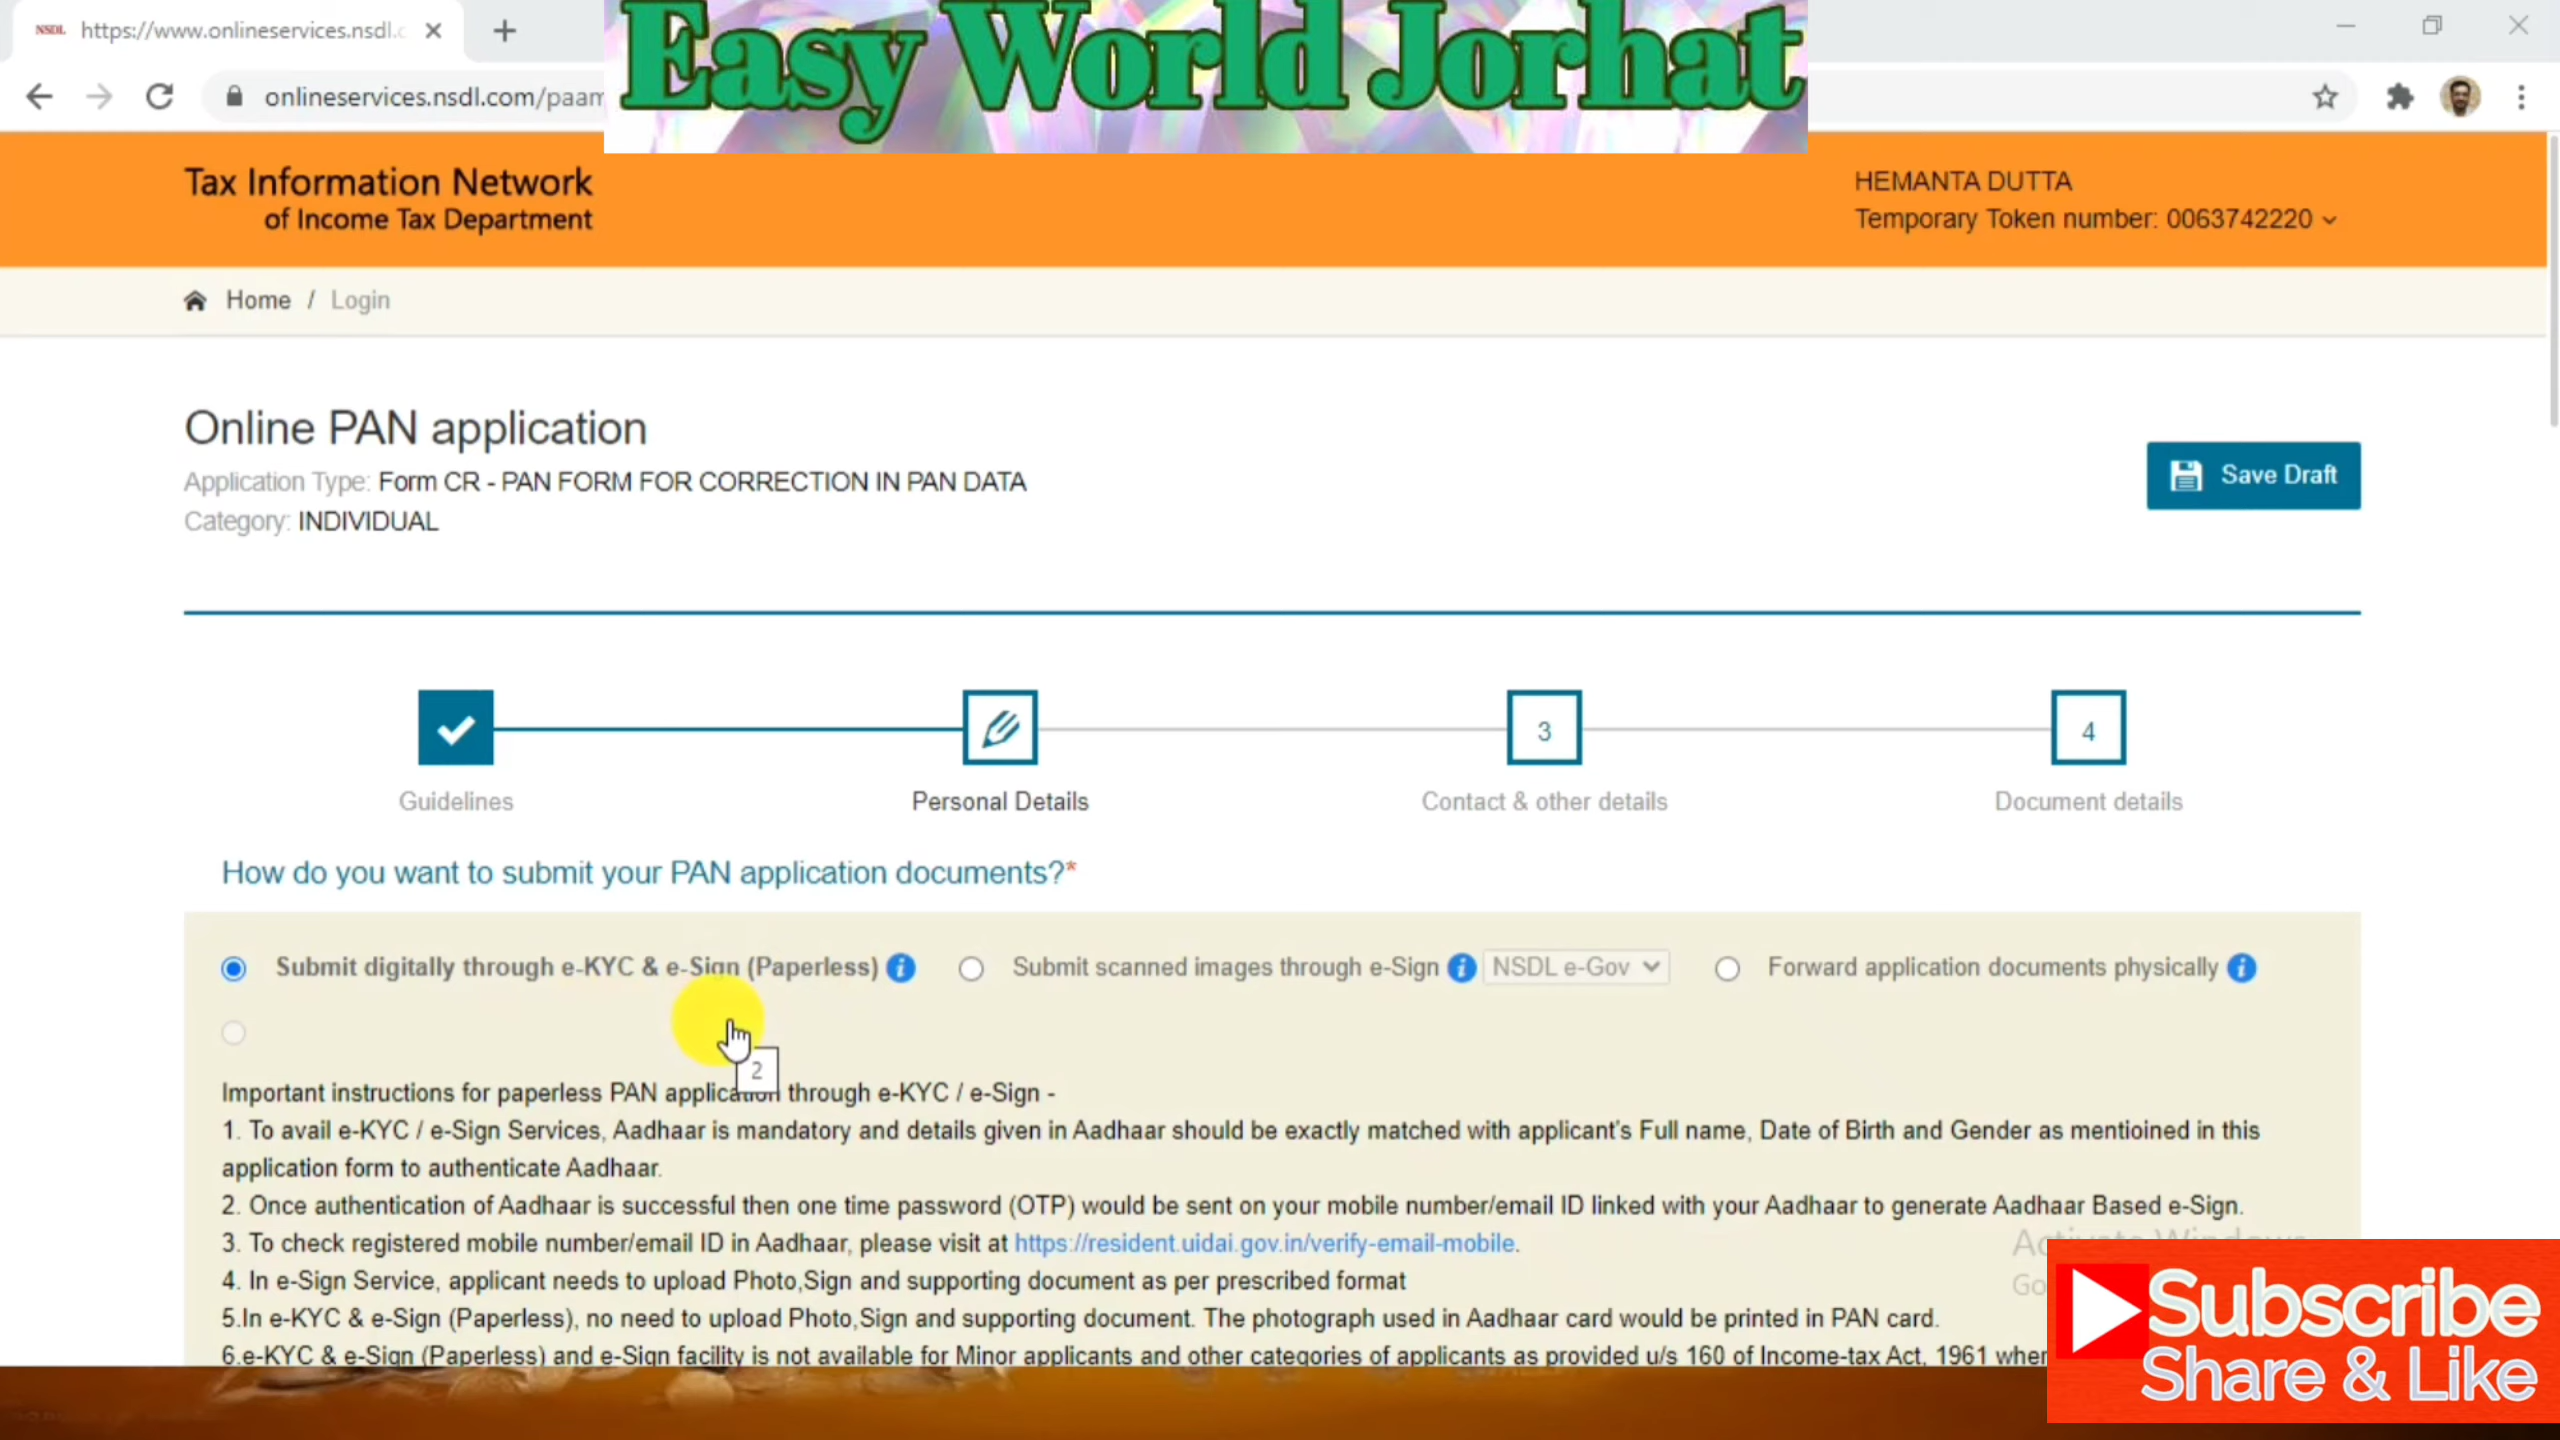 NSDL https://www.onlineservices.nsdl.c
Easy World Jorhat
onlineservices.nsdl.com/paam
Tax Information Network
of Income Tax Department
HEMANTA DUTTA
Temporary Token number: 0063742220
Home / Login
Online PAN application
Application Type: Form CR - PAN FORM FOR CORRECTION IN PAN DATA
Category: INDIVIDUAL
Save Draft
3
4
Guidelines
Personal Details
Contact & other details
Document details
How do you want to submit your PAN application documents?*
Submit digitally through e-KYC & e-Sign (Paperless) i Submit scanned images through e-Sign i NSDL e-Gov Forward application documents physically i
2
Important instructions for paperless PAN application through e-KYC / e-Sign -
1. To avail e-KYC / e-Sign Services, Aadhaar is mandatory and details given in Aadhaar should be exactly matched with applicant's Full name, Date of Birth and Gender as mentioined in this
application form to authenticate Aadhaar.
2. Once authentication of Aadhaar is successful then one time password (OTP) would be sent on your mobile number/email ID linked with your Aadhaar to generate Aadhaar Based e-Sign.
3. To check registered mobile number/email ID in Aadhaar, please visit at https://resident.uidai.gov.in/verify-email-mobile.
4. In e-Sign Service, applicant needs to upload Photo,Sign and supporting document as per prescribed format
5.In e-KYC & e-Sign (Paperless), no need to upload Photo,Sign and supporting document. The photograph used in Aadhaar card would be printed in PAN card.
6.e-KYC & e-Sign (Paperless) and e-Sign facility is not available for Minor applicants and other categories of applicants as provided u/s 160 of Income-tax Act, 1961 wher
Activate Windows
Go
Subscribe
Share & Like